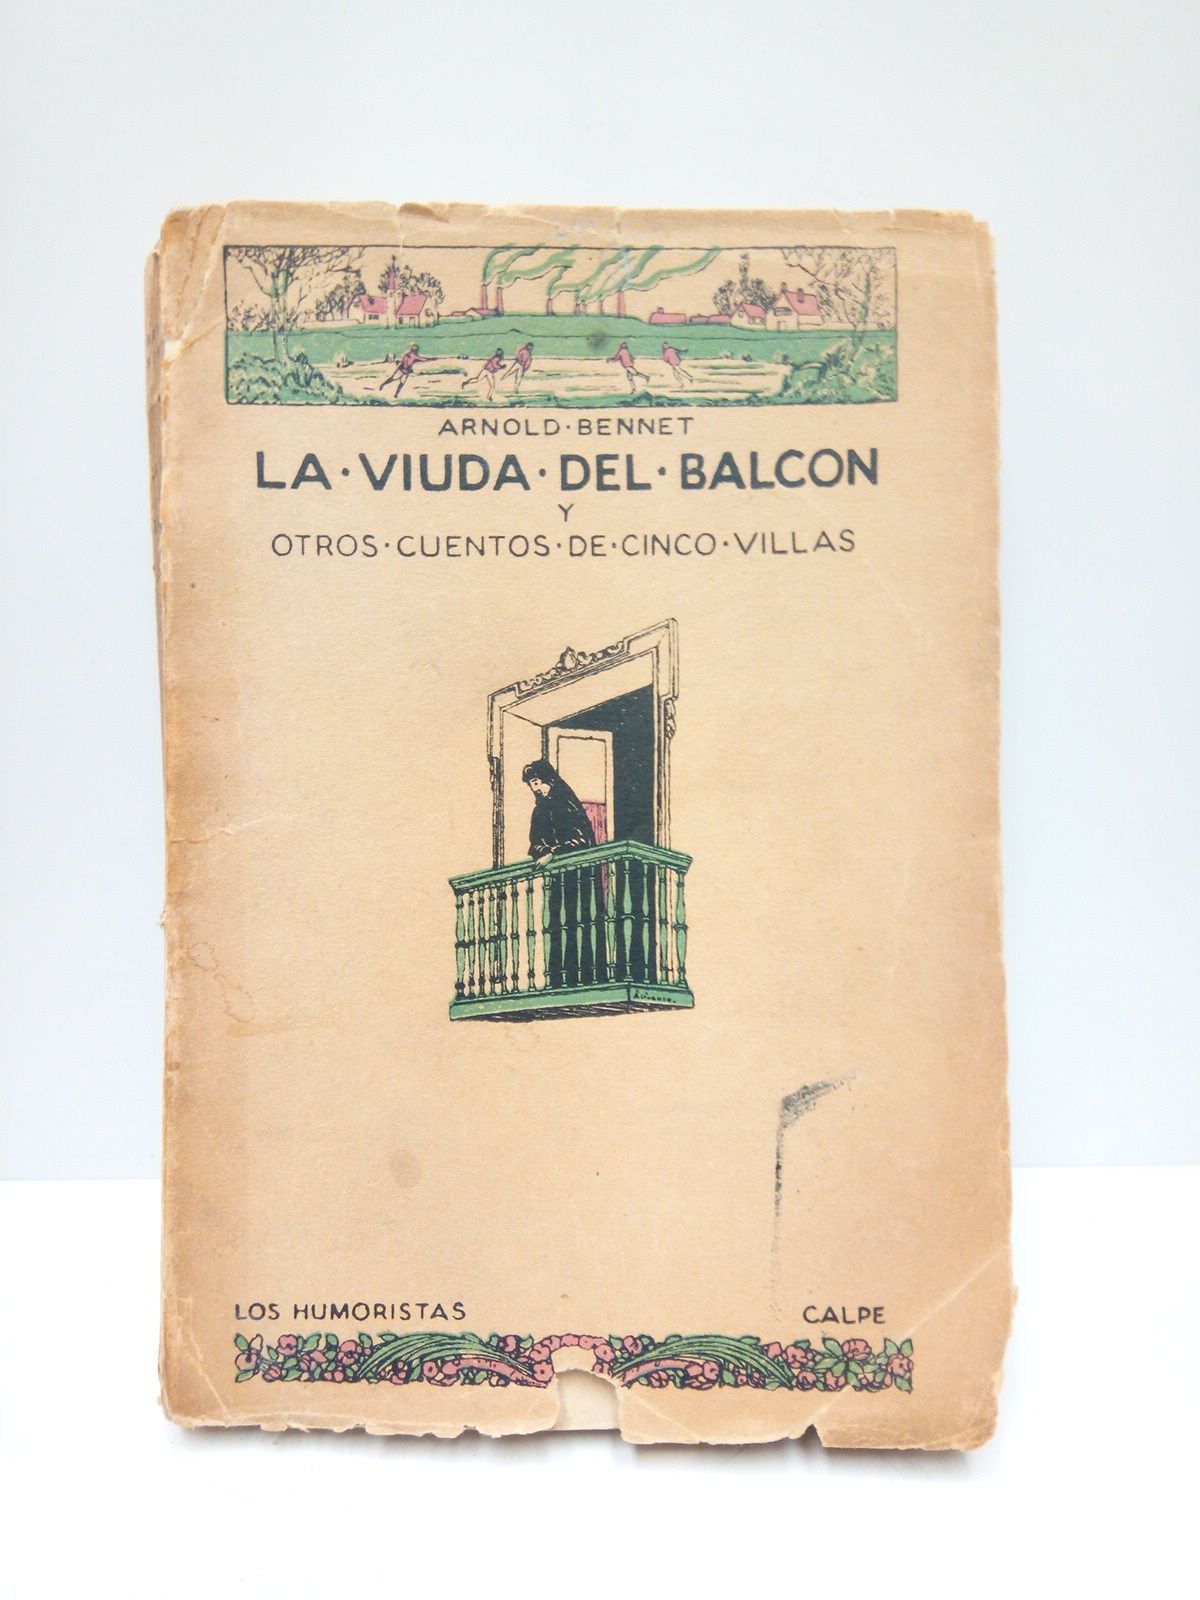 ARNOLD·BENNET
LA·VIUDA·DEL·BALCON
Y
OTROS·CUENTOS·DE·CINCO·VILLAS
LOS HUMORISTAS
CALPE